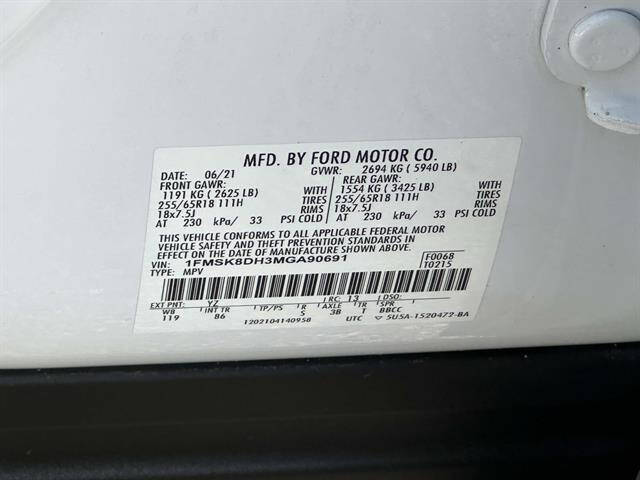 MFD. BY FORD MOTOR CO.
DATE: 06/21 GVWR: 2694 KG ( 5940 LB)
FRONT GAWR: REAR GAWR:
1191 KG ( 2625 LB) WITH 1554 KG ( 3425 LB) WITH
255/65R18 111H TIRES 255/65R18 111H TIRES
18x7.5J RIMS 18x7.5J RIMS
AT 230 kPa/ 33 PSI COLD AT 230 kPa/ 33 PSI COLD
THIS VEHICLE CONFORMS TO ALL APPLICABLE FEDERAL MOTOR
VEHICLE SAFETY AND THEFT PREVENTION STANDARDS IN
EFFECT ON THE DATE OF MANUFACTURE SHOWN ABOVE.
VIN: 1FMSK8DH3MGA90691 F0068
TYPE: MPV T0215
EXT PNT: YZ RC: 13 DSO:
WB INT TR TP/PS R AXLE TR SPR
119 86 S 3B T BBCC
1202104140958 UTC 5U5A-1520472-BA